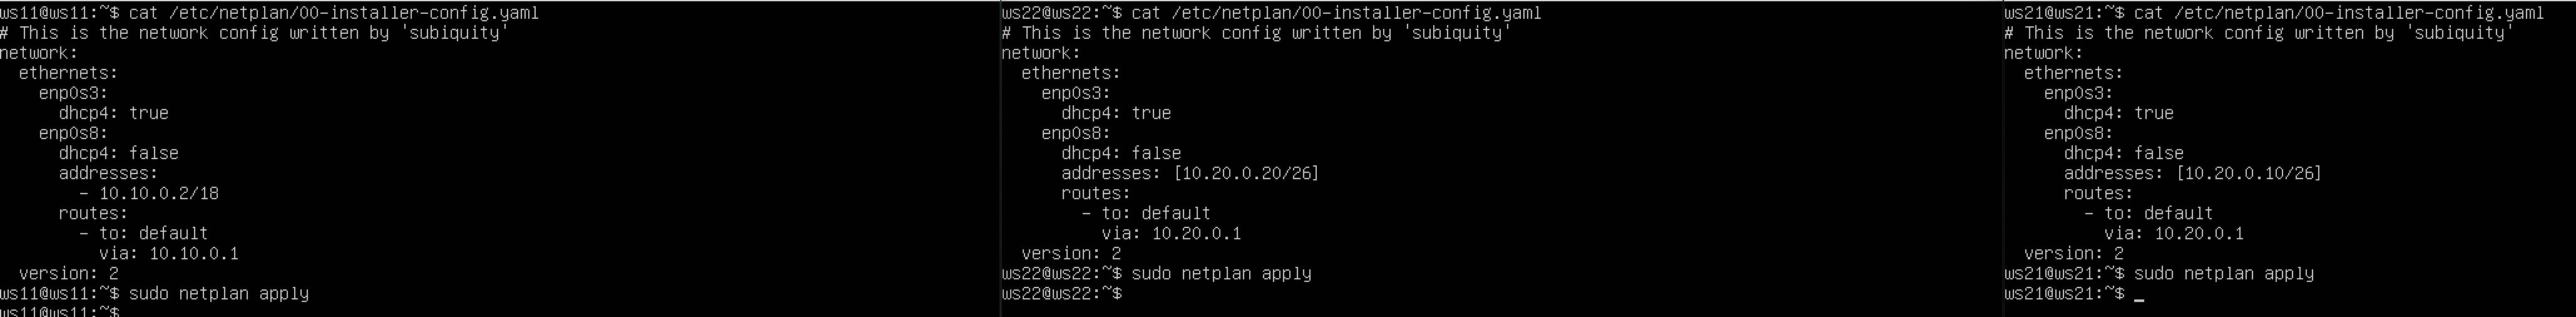 ws11@ws11:~$ cat /etc/netplan/00-installer-config.yaml
# This is the network config written by 'subiquity'
network:
  ethernets:
    enp0s3:
      dhcp4: true
    enp0s8:
      dhcp4: false
      addresses:
        - 10.10.0.2/18
      routes:
        - to: default
          via: 10.10.0.1
  version: 2
ws11@ws11:~$ sudo netplan apply
ws11@ws11:~$
ws22@ws22:~$ cat /etc/netplan/00-installer-config.yaml
# This is the network config written by 'subiquity'
network:
  ethernets:
    enp0s3:
      dhcp4: true
    enp0s8:
      dhcp4: false
      addresses: [10.20.0.20/26]
      routes:
        - to: default
          via: 10.20.0.1
  version: 2
ws22@ws22:~$ sudo netplan apply
ws22@ws22:~$
ws21@ws21:~$ cat /etc/netplan/00-installer-config.yaml
# This is the network config written by 'subiquity'
network:
  ethernets:
    enp0s3:
      dhcp4: true
    enp0s8:
      dhcp4: false
      addresses: [10.20.0.10/26]
      routes:
        - to: default
          via: 10.20.0.1
  version: 2
ws21@ws21:~$ sudo netplan apply
ws21@ws21:~$ _